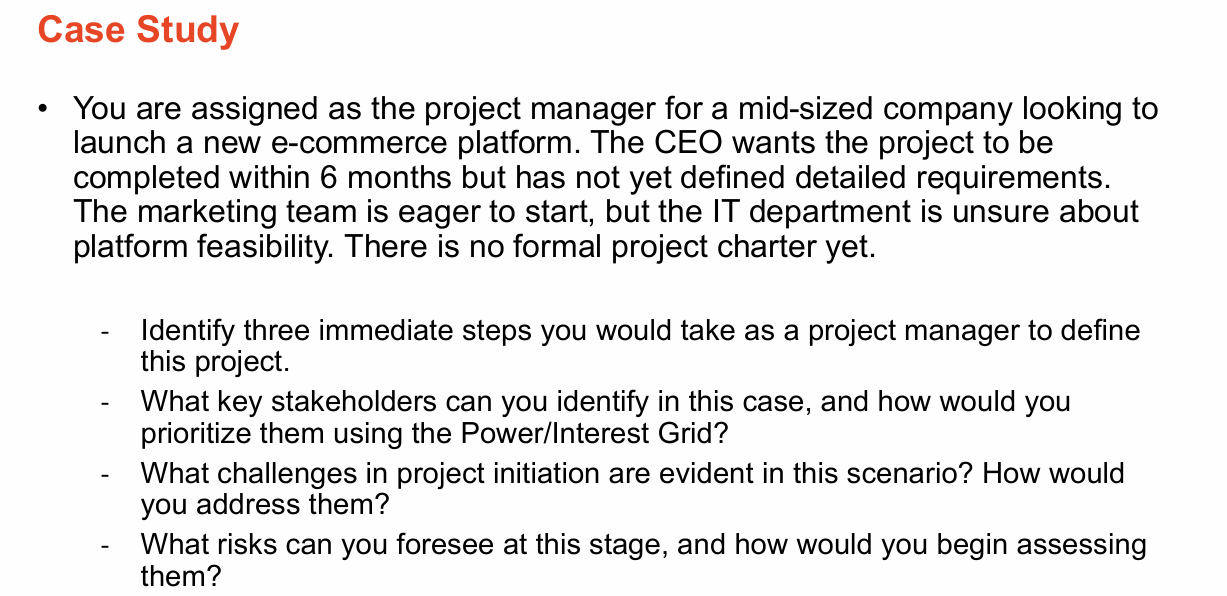 Case Study
• You are assigned as the project manager for a mid-sized company looking to
launch a new e-commerce platform. The CEO wants the project to be
completed within 6 months but has not yet defined detailed requirements.
The marketing team is eager to start, but the IT department is unsure about
platform feasibility. There is no formal project charter yet.
- Identify three immediate steps you would take as a project manager to define
this project.
- What key stakeholders can you identify in this case, and how would you
prioritize them using the Power/Interest Grid?
- What challenges in project initiation are evident in this scenario? How would
you address them?
- What risks can you foresee at this stage, and how would you begin assessing
them?